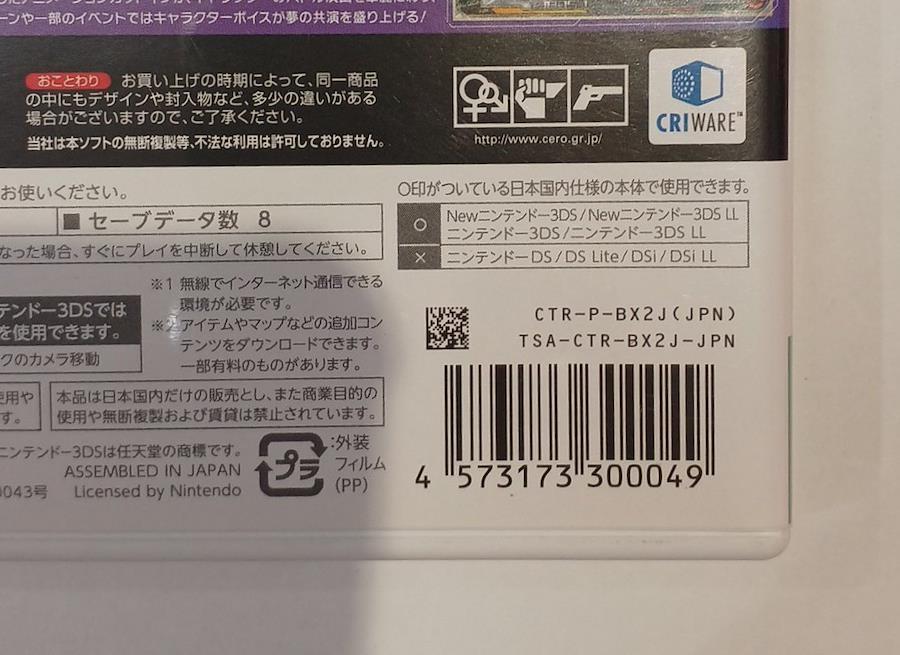 ーンや一部のイベントではキャラクターボイスが夢の共演を盛り上げる!
おことわり お買い上げの時期によって、同一商品
の中にもデザインや封入物など、多少の違いがある
場合がございますので、ご了承ください。
当社は本ソフトの無断複製等、不法な利用は許可しておりません。
http://www.cero.gr.jp/
CRIWARE™
お使いください。
■ セーブデータ数 8
なった場合、すぐにプレイを中断して休憩してください。
○印がついている日本国内仕様の本体で使用できます。
○ Newニンテンドー3DS/Newニンテンドー3DS LL
ニンテンドー3DS/ニンテンドー3DS LL
× ニンテンドーDS/DS Lite/DSi/DSi LL
※1 無線でインターネット通信できる
環境が必要です。
※2 アイテムやマップなどの追加コン
テンツをダウンロードできます。
一部有料のものがあります。
テンドー3DSでは
を使用できます。
クのカメラ移動
使用や
す。
本品は日本国内だけの販売とし、また商業目的の
使用や無断複製および賃貸は禁止されています。
ニンテンドー3DSは任天堂の商標です。
ASSEMBLED IN JAPAN
0043号 Licensed by Nintendo
プラ :外装
フィルム
(PP)
CTR-P-BX2J(JPN)
TSA-CTR-BX2J-JPN
4 573173 300049